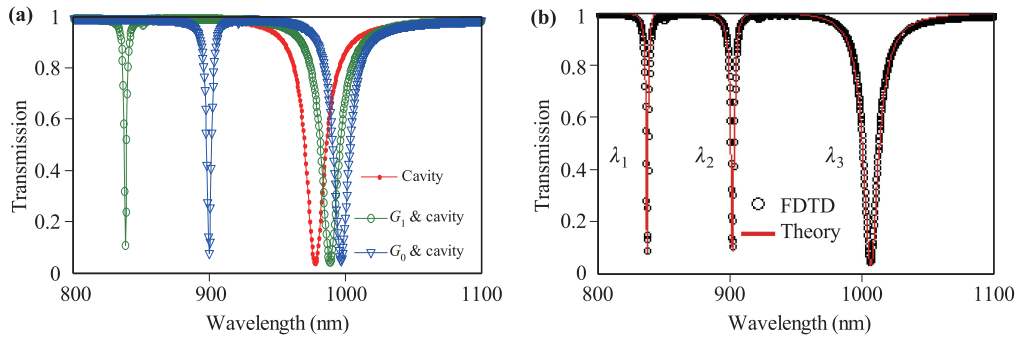 (a)
1
0.8
0.6
0.4
0.2
0
Transmission
800
900
1000
1100
Wavelength (nm)
Cavity
G₁ & cavity
G₀ & cavity
(b)
1
0.8
0.6
0.4
0.2
0
Transmission
800
900
1000
1100
Wavelength (nm)
λ₁
λ₂
λ₃
FDTD
Theory